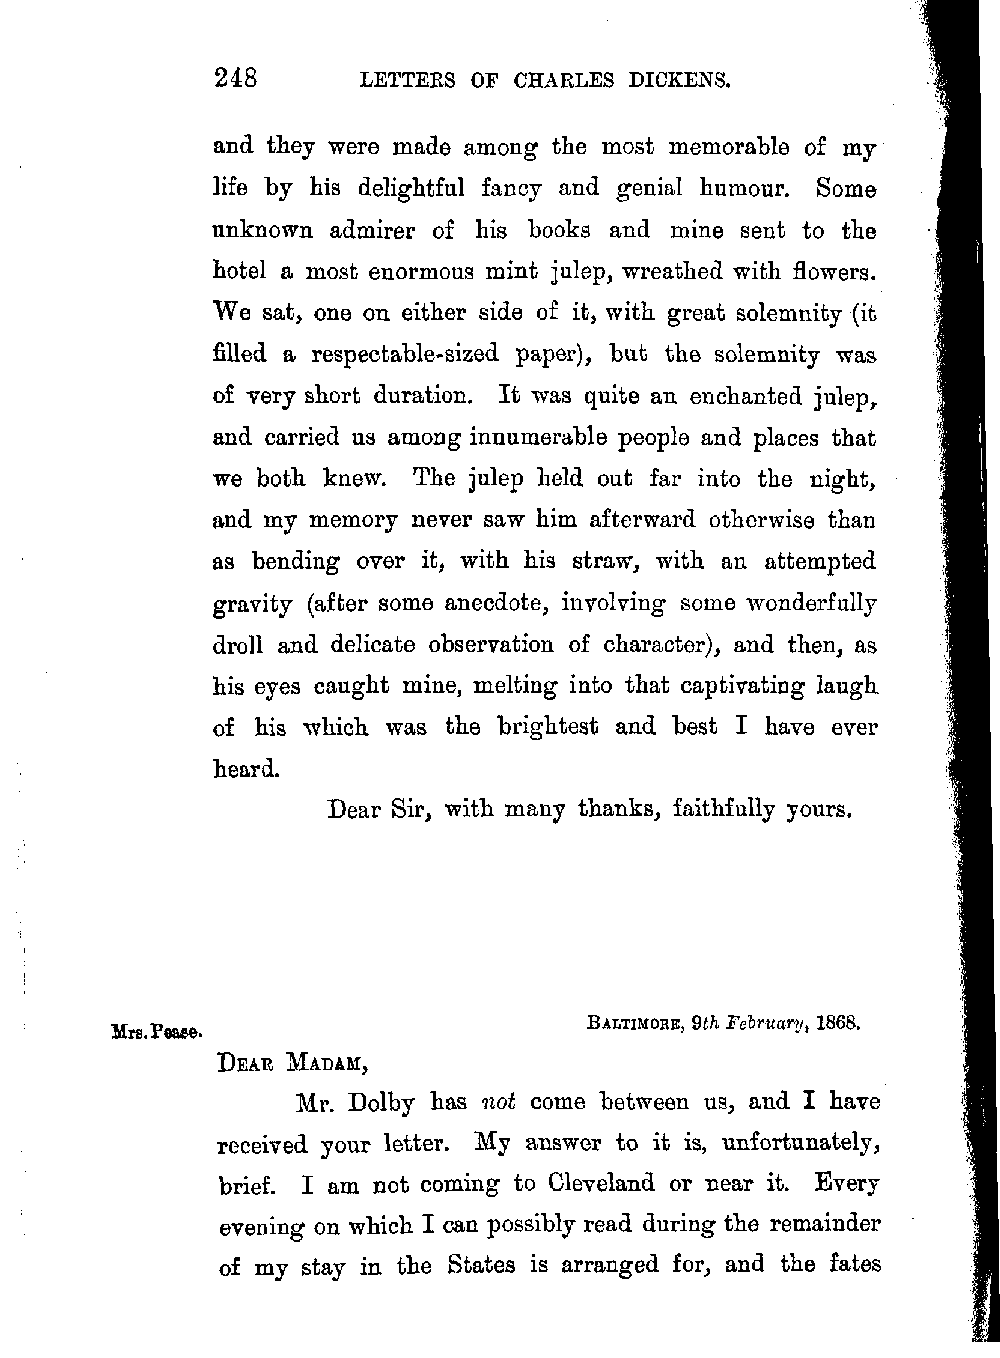 248 LETTERS OF CHARLES DICKENS.
and they were made among the most memorable of my
life by his delightful fancy and genial humour. Some
unknown admirer of his books and mine sent to the
hotel a most enormous mint julep, wreathed with flowers.
We sat, one on either side of it, with great solemnity (it
filled a respectable-sized paper), but the solemnity was
of very short duration. It was quite an enchanted julep,
and carried us among innumerable people and places that
we both knew. The julep held out far into the night,
and my memory never saw him afterward otherwise than
as bending over it, with his straw, with an attempted
gravity (after some anecdote, involving some wonderfully
droll and delicate observation of character), and then, as
his eyes caught mine, melting into that captivating laugh
of his which was the brightest and best I have ever
heard.
Dear Sir, with many thanks, faithfully yours.
Mrs. Pease.
BALTIMORE, 9th February, 1868.
DEAR MADAM,
Mr. Dolby has not come between us, and I have
received your letter. My answer to it is, unfortunately,
brief. I am not coming to Cleveland or near it. Every
evening on which I can possibly read during the remainder
of my stay in the States is arranged for, and the fates